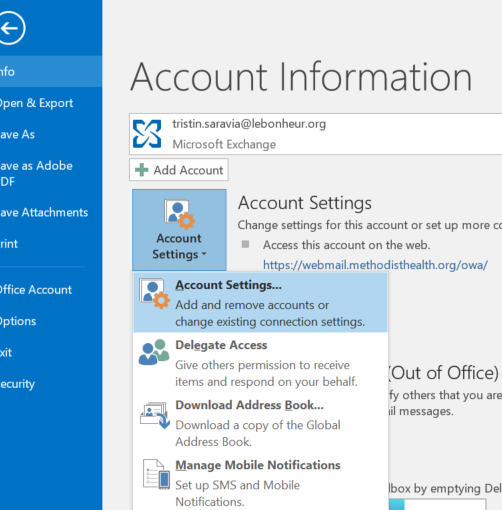 nfo
Open & Export
ave As
ave as Adobe
DF
ave Attachments
rint
Office Account
Options
xit
ecurity
Account Information
tristin.saravia@lebonheur.org
Microsoft Exchange
Add Account
Account
Settings
Account Settings
Change settings for this account or set up more co
Access this account on the web.
https://webmail.methodisthealth.org/owa/
Account Settings...
Add and remove accounts or
change existing connection settings.
Delegate Access
Give others permission to receive
items and respond on your behalf.
Download Address Book...
Download a copy of the Global
Address Book.
Manage Mobile Notifications
Set up SMS and Mobile
Notifications.
(Out of Office)
fy others that you are
il messages.
lbox by emptying Del